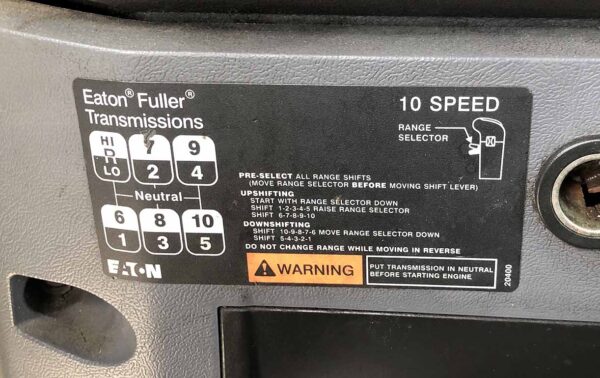 Eaton® Fuller®
Transmissions
10 SPEED
RANGE
SELECTOR
HI
R
LO
7
2
9
4
Neutral
6
1
8
3
10
5
PRE-SELECT ALL RANGE SHIFTS
(MOVE RANGE SELECTOR BEFORE MOVING SHIFT LEVER)
UPSHIFTING
START WITH RANGE SELECTOR DOWN
SHIFT 1-2-3-4-5 RAISE RANGE SELECTOR
SHIFT 6-7-8-9-10
DOWNSHIFTING
SHIFT 10-9-8-7-6 MOVE RANGE SELECTOR DOWN
SHIFT 5-4-3-2-1
DO NOT CHANGE RANGE WHILE MOVING IN REVERSE
EATON
WARNING
PUT TRANSMISSION IN NEUTRAL
BEFORE STARTING ENGINE
20400